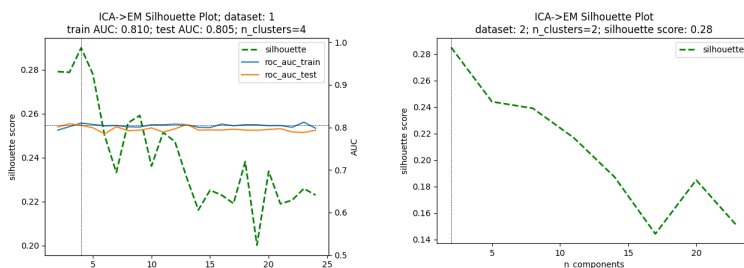 ICA->EM Silhouette Plot; dataset: 1
train AUC: 0.810; test AUC: 0.805; n_clusters=4
silhouette
roc_auc_train
roc_auc_test
silhouette score
0.28
0.26
0.24
0.22
0.20
AUC
1.0
0.9
0.8
0.7
0.6
0.5
5
10
15
20
25
ICA->EM Silhouette Plot
dataset: 2; n_clusters=2; silhouette score: 0.28
silhouette
silhouette score
0.28
0.26
0.24
0.22
0.20
0.18
0.16
0.14
5
10
15
20
n_components